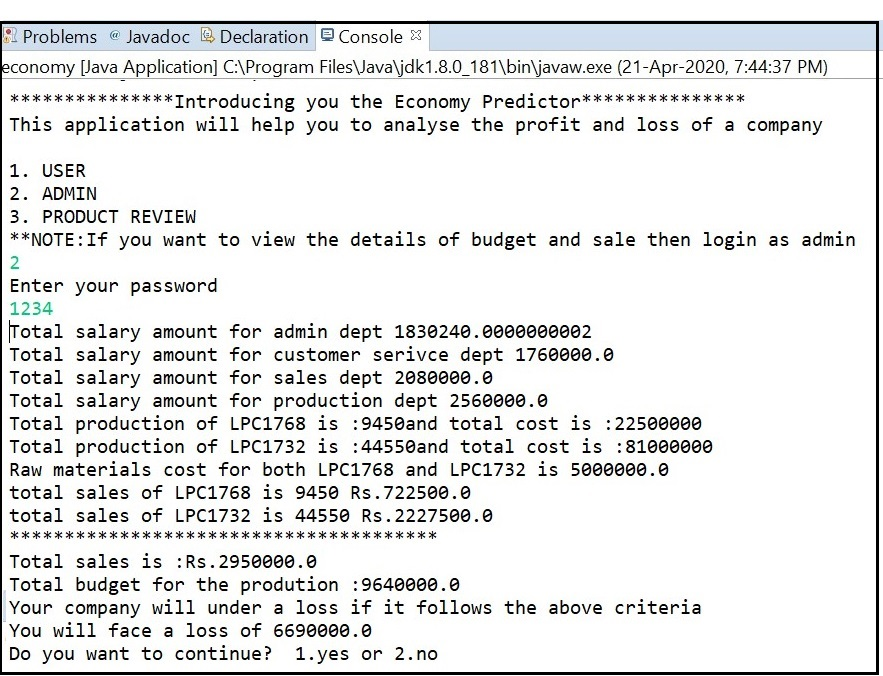 Problems @ Javadoc Declaration Console
economy [Java Application] C:\Program Files\Java\jdk1.8.0_181\bin\javaw.exe (21-Apr-2020, 7:44:37 PM)
***************Introducing you the Economy Predictor***************
This application will help you to analyse the profit and loss of a company
1. USER
2. ADMIN
3. PRODUCT REVIEW
**NOTE:If you want to view the details of budget and sale then login as admin
2
Enter your password
1234
Total salary amount for admin dept 1830240.0000000002
Total salary amount for customer serivce dept 1760000.0
Total salary amount for sales dept 2080000.0
Total salary amount for production dept 2560000.0
Total production of LPC1768 is :9450and total cost is :22500000
Total production of LPC1732 is :44550and total cost is :81000000
Raw materials cost for both LPC1768 and LPC1732 is 5000000.0
total sales of LPC1768 is 9450 Rs.722500.0
total sales of LPC1732 is 44550 Rs.2227500.0
***************************************
Total sales is :Rs.2950000.0
Total budget for the prodution :9640000.0
Your company will under a loss if it follows the above criteria
You will face a loss of 6690000.0
Do you want to continue?  1.yes or 2.no